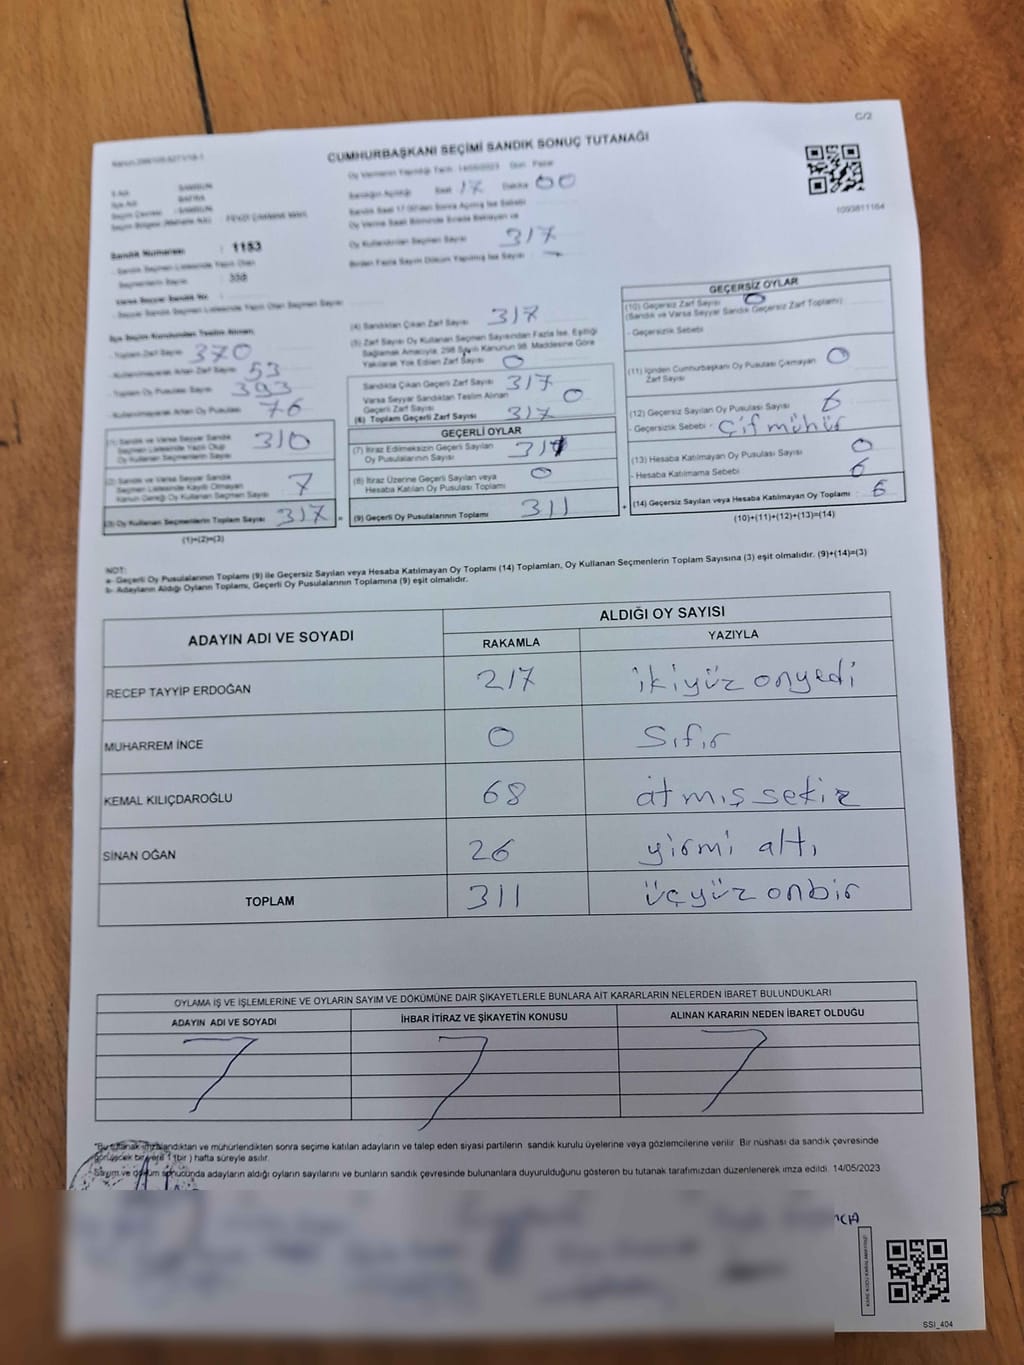 C/2
CUMHURBAŞKANI SEÇİMİ SANDIK SONUÇ TUTANAĞI
Oy Vermenin Yapıldığı Tarih : 14/05/2023 Gün : Pazar
Sandığın Açıldığı Saat 17 Dakika 00
Sandık Saat 17.00'den Sonra Açılmış İse Sebebi
Oy Verme Saati Bitiminde Sırada Bekleyen ve
Oy Kullandırılan Seçmen Sayısı 317
Birden Fazla Sayım Döküm Yapılmış İse Sayısi -
1093811164
İl Adı SAMSUN
İlçe Adı BAFRA
Seçim Çevresi : SAMSUN
Seçim Bölgesi (Mahalle Adı) : FEVZİ ÇAKMAK MAH.
Sandık Numarası : 1153
- Sandık Seçmen Listesinde Yazılı Olan
Seçmenlerin Sayısı
Varsa Seyyar Sandık No :
- Seyyar Sandık Seçmen Listesinde Yazılı Olan Seçmen Sayısı :
İlçe Seçim Kurulundan Teslim Alınan;
- Toplam Zarf Sayısı 370
- Kullanılmayarak Artan Zarf Sayısı 53
- Toplam Oy Pusulası Sayısı 393
- Kullanılmayarak Artan Oy Pusulası 76
(1) Sandık ve Varsa Seyyar Sandık
Seçmen Listesinde Yazılı Olup
Oy Kullanan Seçmenlerin Sayısı 310
(2) Sandık ve Varsa Seyyar Sandık
Seçmen Listesinde Kayıtlı Olmayan
Kanun Gereği Oy Kullanan Seçmen Sayısı 7
(3) Oy Kullanan Seçmenlerin Toplam Sayısı 317 =
(1)+(2)=(3)
(4) Sandıktan Çıkan Zarf Sayısı 317
(5) Zarf Sayısı Oy Kullanan Seçmen Sayısından Fazla İse, Eşitliği
Sağlamak Amacıyla, 298 Sayılı Kanunun 98. Maddesine Göre
Yakılarak Yok Edilen Zarf Sayısı 0
Sandıkta Çıkan Geçerli Zarf Sayısı 317
Varsa Seyyar Sandıktan Teslim Alınan
Geçerli Zarf Sayısı 0
(6) Toplam Geçerli Zarf Sayısı 317
GEÇERLİ OYLAR
(7) İtiraz Edilmeksizin Geçerli Sayılan
Oy Pusulalarının Sayısı 311
(8) İtiraz Üzerine Geçerli Sayılan veya
Hesaba Katılan Oy Pusulası Toplamı 0
(9) Geçerli Oy Pusulalarının Toplamı 311 +
GEÇERSİZ OYLAR
(10) Geçersiz Zarf Sayısı 0
(Sandık ve Varsa Seyyar Sandık Geçersiz Zarf Toplamı)
- Geçersizlik Sebebi
(11) İçinden Cumhurbaşkanı Oy Pusulası Çıkmayan
Zarf Sayısı 0
(12) Geçersiz Sayılan Oy Pusulası Sayısı 6
- Geçersizlik Sebebi - Çif mühür
(13) Hesaba Katılmayan Oy Pusulası Sayısı 0
- Hesaba Katılmama Sebebi 6
(14) Geçersiz Sayılan veya Hesaba Katılmayan Oy Toplamı : 6
(10)+(11)+(12)+(13)=(14)
NOT:
a- Geçerli Oy Pusulalarının Toplamı (9) ile Geçersiz Sayılan veya Hesaba Katılmayan Oy Toplamı (14) Toplamları, Oy Kullanan Seçmenlerin Toplam Sayısına (3) eşit olmalıdır. (9)+(14)=(3)
b- Adayların Aldığı Oyların Toplamı, Geçerli Oy Pusulalarının Toplamına (9) eşit olmalıdır.
ADAYIN ADI VE SOYADI ALDIĞI OY SAYISI
RAKAMLA YAZIYLA
RECEP TAYYİP ERDOĞAN 217 ikiyüz onyedi
MUHARREM İNCE 0 Sıfır
KEMAL KILIÇDAROĞLU 68 atmış sekiz
SİNAN OĞAN 26 yirmi altı
TOPLAM 311 üçyüz onbir
OYLAMA İŞ VE İŞLEMLERİNE VE OYLARIN SAYIM VE DÖKÜMÜNE DAİR ŞİKAYETLERLE BUNLARA AİT KARARLARIN NELERDEN İBARET BULUNDUKLARI
ADAYIN ADI VE SOYADI İHBAR İTİRAZ VE ŞİKAYETİN KONUSU ALINAN KARARIN NEDEN İBARET OLDUĞU
"Bu tutanak imzalandıktan ve mühürlendikten sonra seçime katılan adayların ve talep eden siyasi partilerin sandık kurulu üyelerine veya gözlemcilerine verilir. Bir nüshası da sandık çevresinde
görülecek bir yere 1 (bir) hafta süreyle asılır.
Sayım ve döküm sonucunda adayların aldığı oyların sayılarını ve bunların sandık çevresinde bulunanlara duyurulduğunu gösteren bu tutanak tarafımızdan düzenlenerek imza edildi. 14/05/2023
KARE KODU KARALAMAYINIZ!
SSI_404